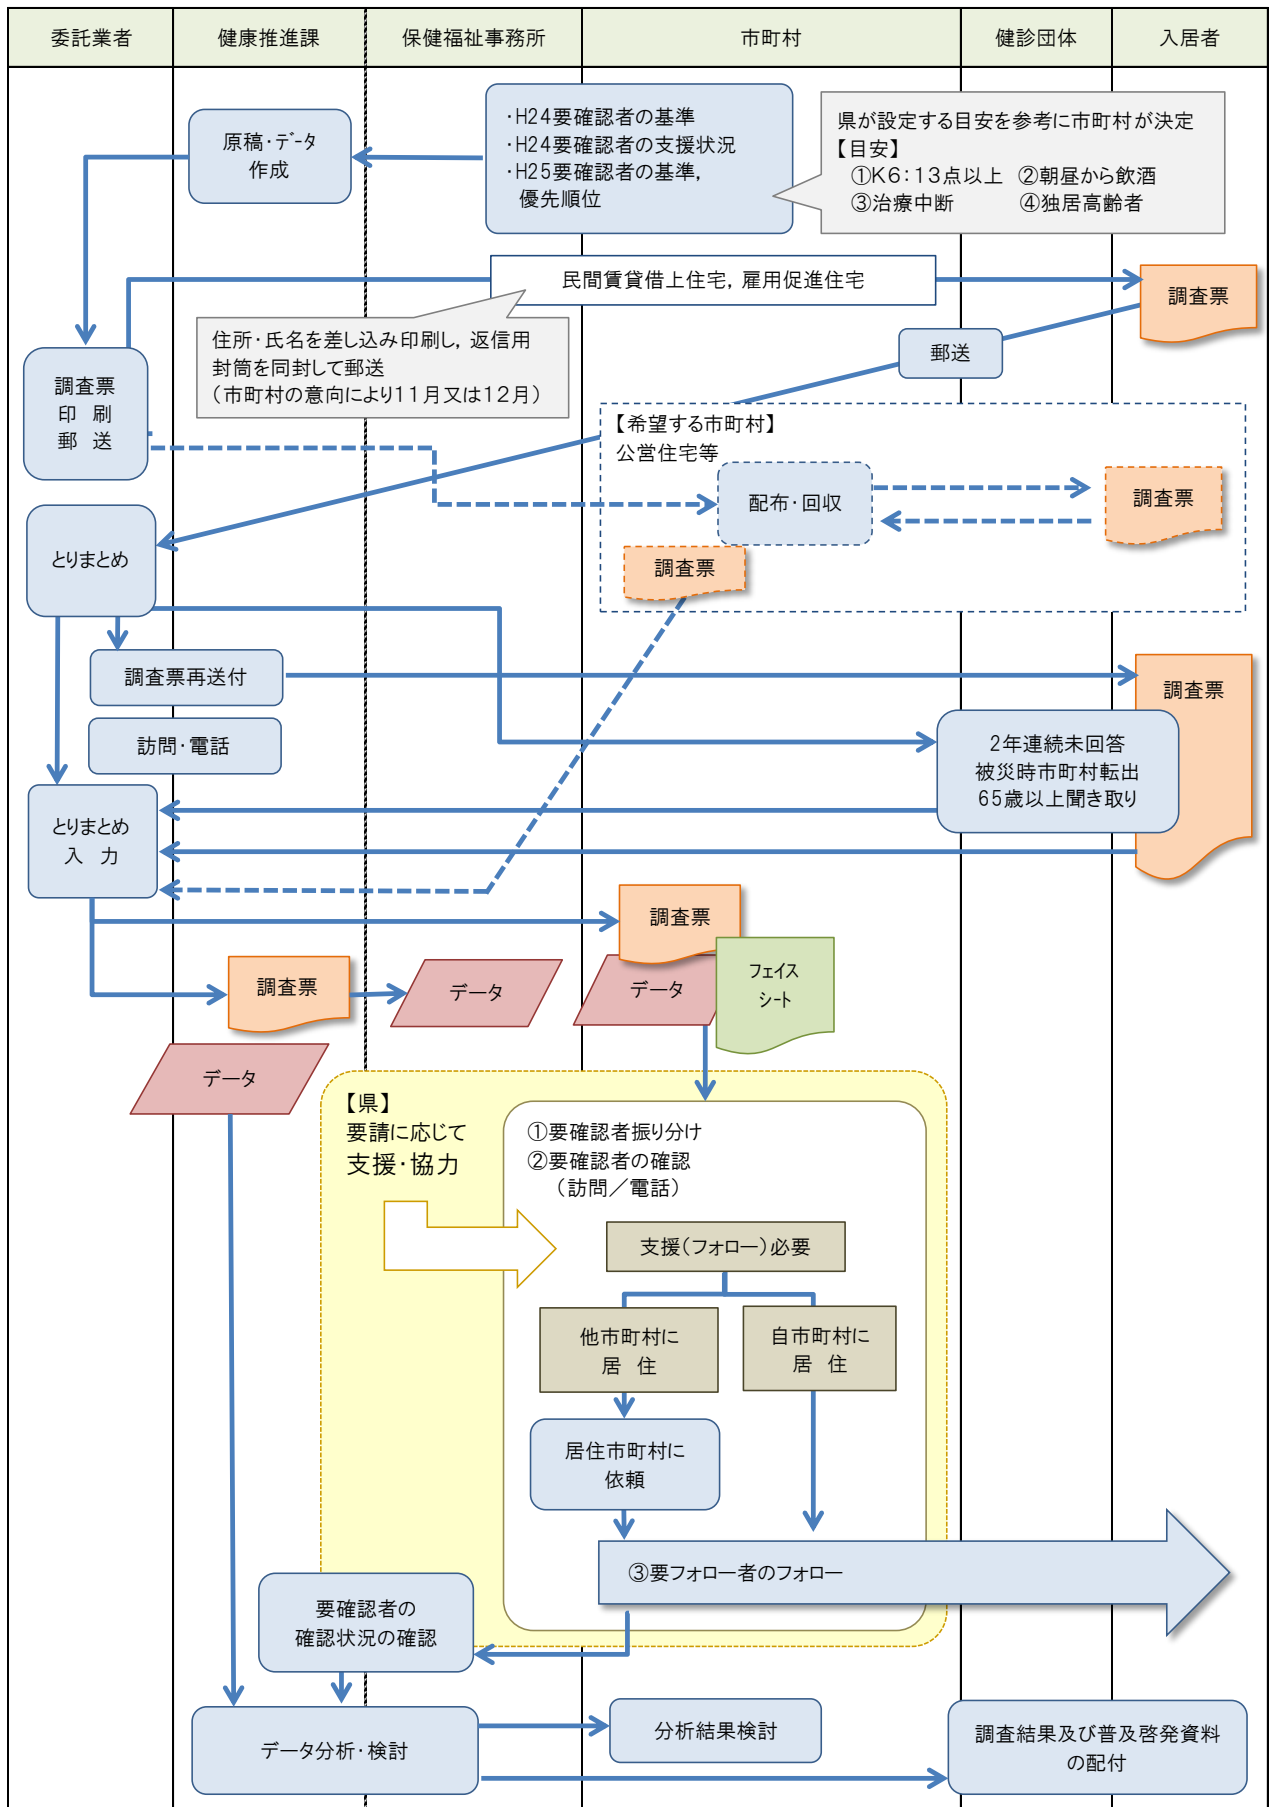 委託業者
健康推進課
保健福祉事務所
市町村
健診団体
入居者
原稿・データ
作成
・H24要確認者の基準
・H24要確認者の支援状況
・H25要確認者の基準，
優先順位
県が設定する目安を参考に市町村が決定
【目安】
①K6：13点以上　②朝昼から飲酒
③治療中断　④独居高齢者
民間賃貸借上住宅，雇用促進住宅
調査票
住所・氏名を差し込み印刷し，返信用
封筒を同封して郵送
（市町村の意向により11月又は12月）
郵送
調査票
印　刷
郵　送
【希望する市町村】
公営住宅等
配布・回収
調査票
とりまとめ
調査票
調査票再送付
調査票
訪問・電話
2年連続未回答
被災時市町村転出
65歳以上聞き取り
とりまとめ
入　力
調査票
フェイス
シート
調査票
データ
データ
データ
【県】
要請に応じて
支援・協力
①要確認者振り分け
②要確認者の確認
（訪問／電話）
支援（フォロー）必要
他市町村に
居　住
自市町村に
居　住
居住市町村に
依頼
③要フォロー者のフォロー
要確認者の
確認状況の確認
データ分析・検討
分析結果検討
調査結果及び普及啓発資料
の配付